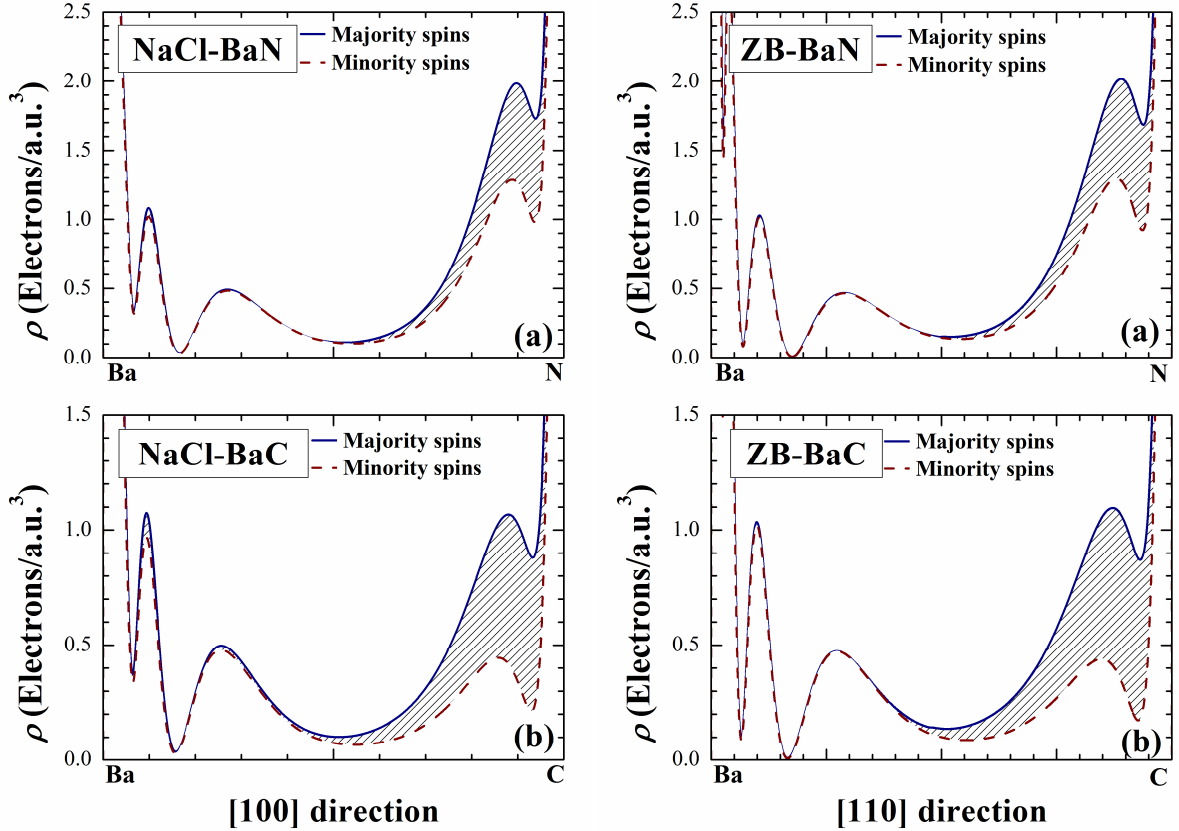 NaCl-BaN
Majority spins
Minority spins
ρ (Electrons/a.u.³)
2.5
2.0
1.5
1.0
0.5
0.0
(a)
Ba
N
ZB-BaN
Majority spins
Minority spins
ρ (Electrons/a.u.³)
2.5
2.0
1.5
1.0
0.5
0.0
(a)
Ba
N
NaCl-BaC
Majority spins
Minority spins
ρ (Electrons/a.u.³)
1.5
1.0
0.5
0.0
(b)
Ba
C
[100] direction
ZB-BaC
Majority spins
Minority spins
ρ (Electrons/a.u.³)
1.5
1.0
0.5
0.0
(b)
Ba
C
[110] direction